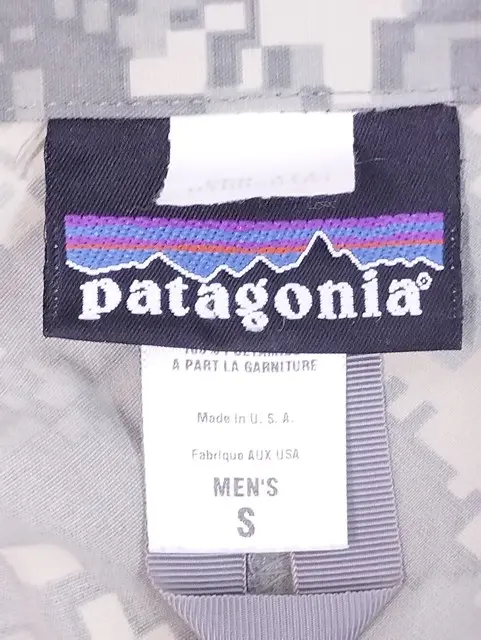 patagonia®
A PART LA GARNITURE
Made in U. S. A.
Fabrique AUX USA
MEN'S
S